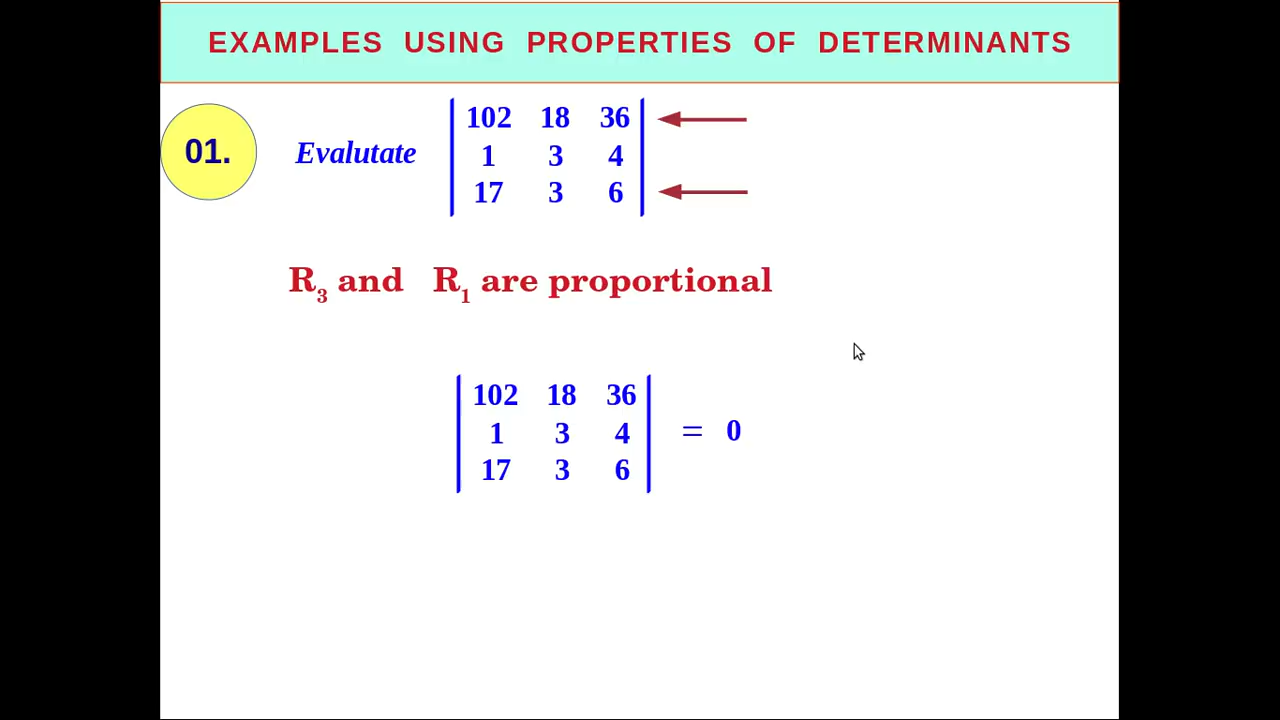 EXAMPLES USING PROPERTIES OF DETERMINANTS
01. Evalutate
102 18 36
1 3 4
17 3 6
R₃ and R₁ are proportional
102 18 36
1 3 4 = 0
17 3 6